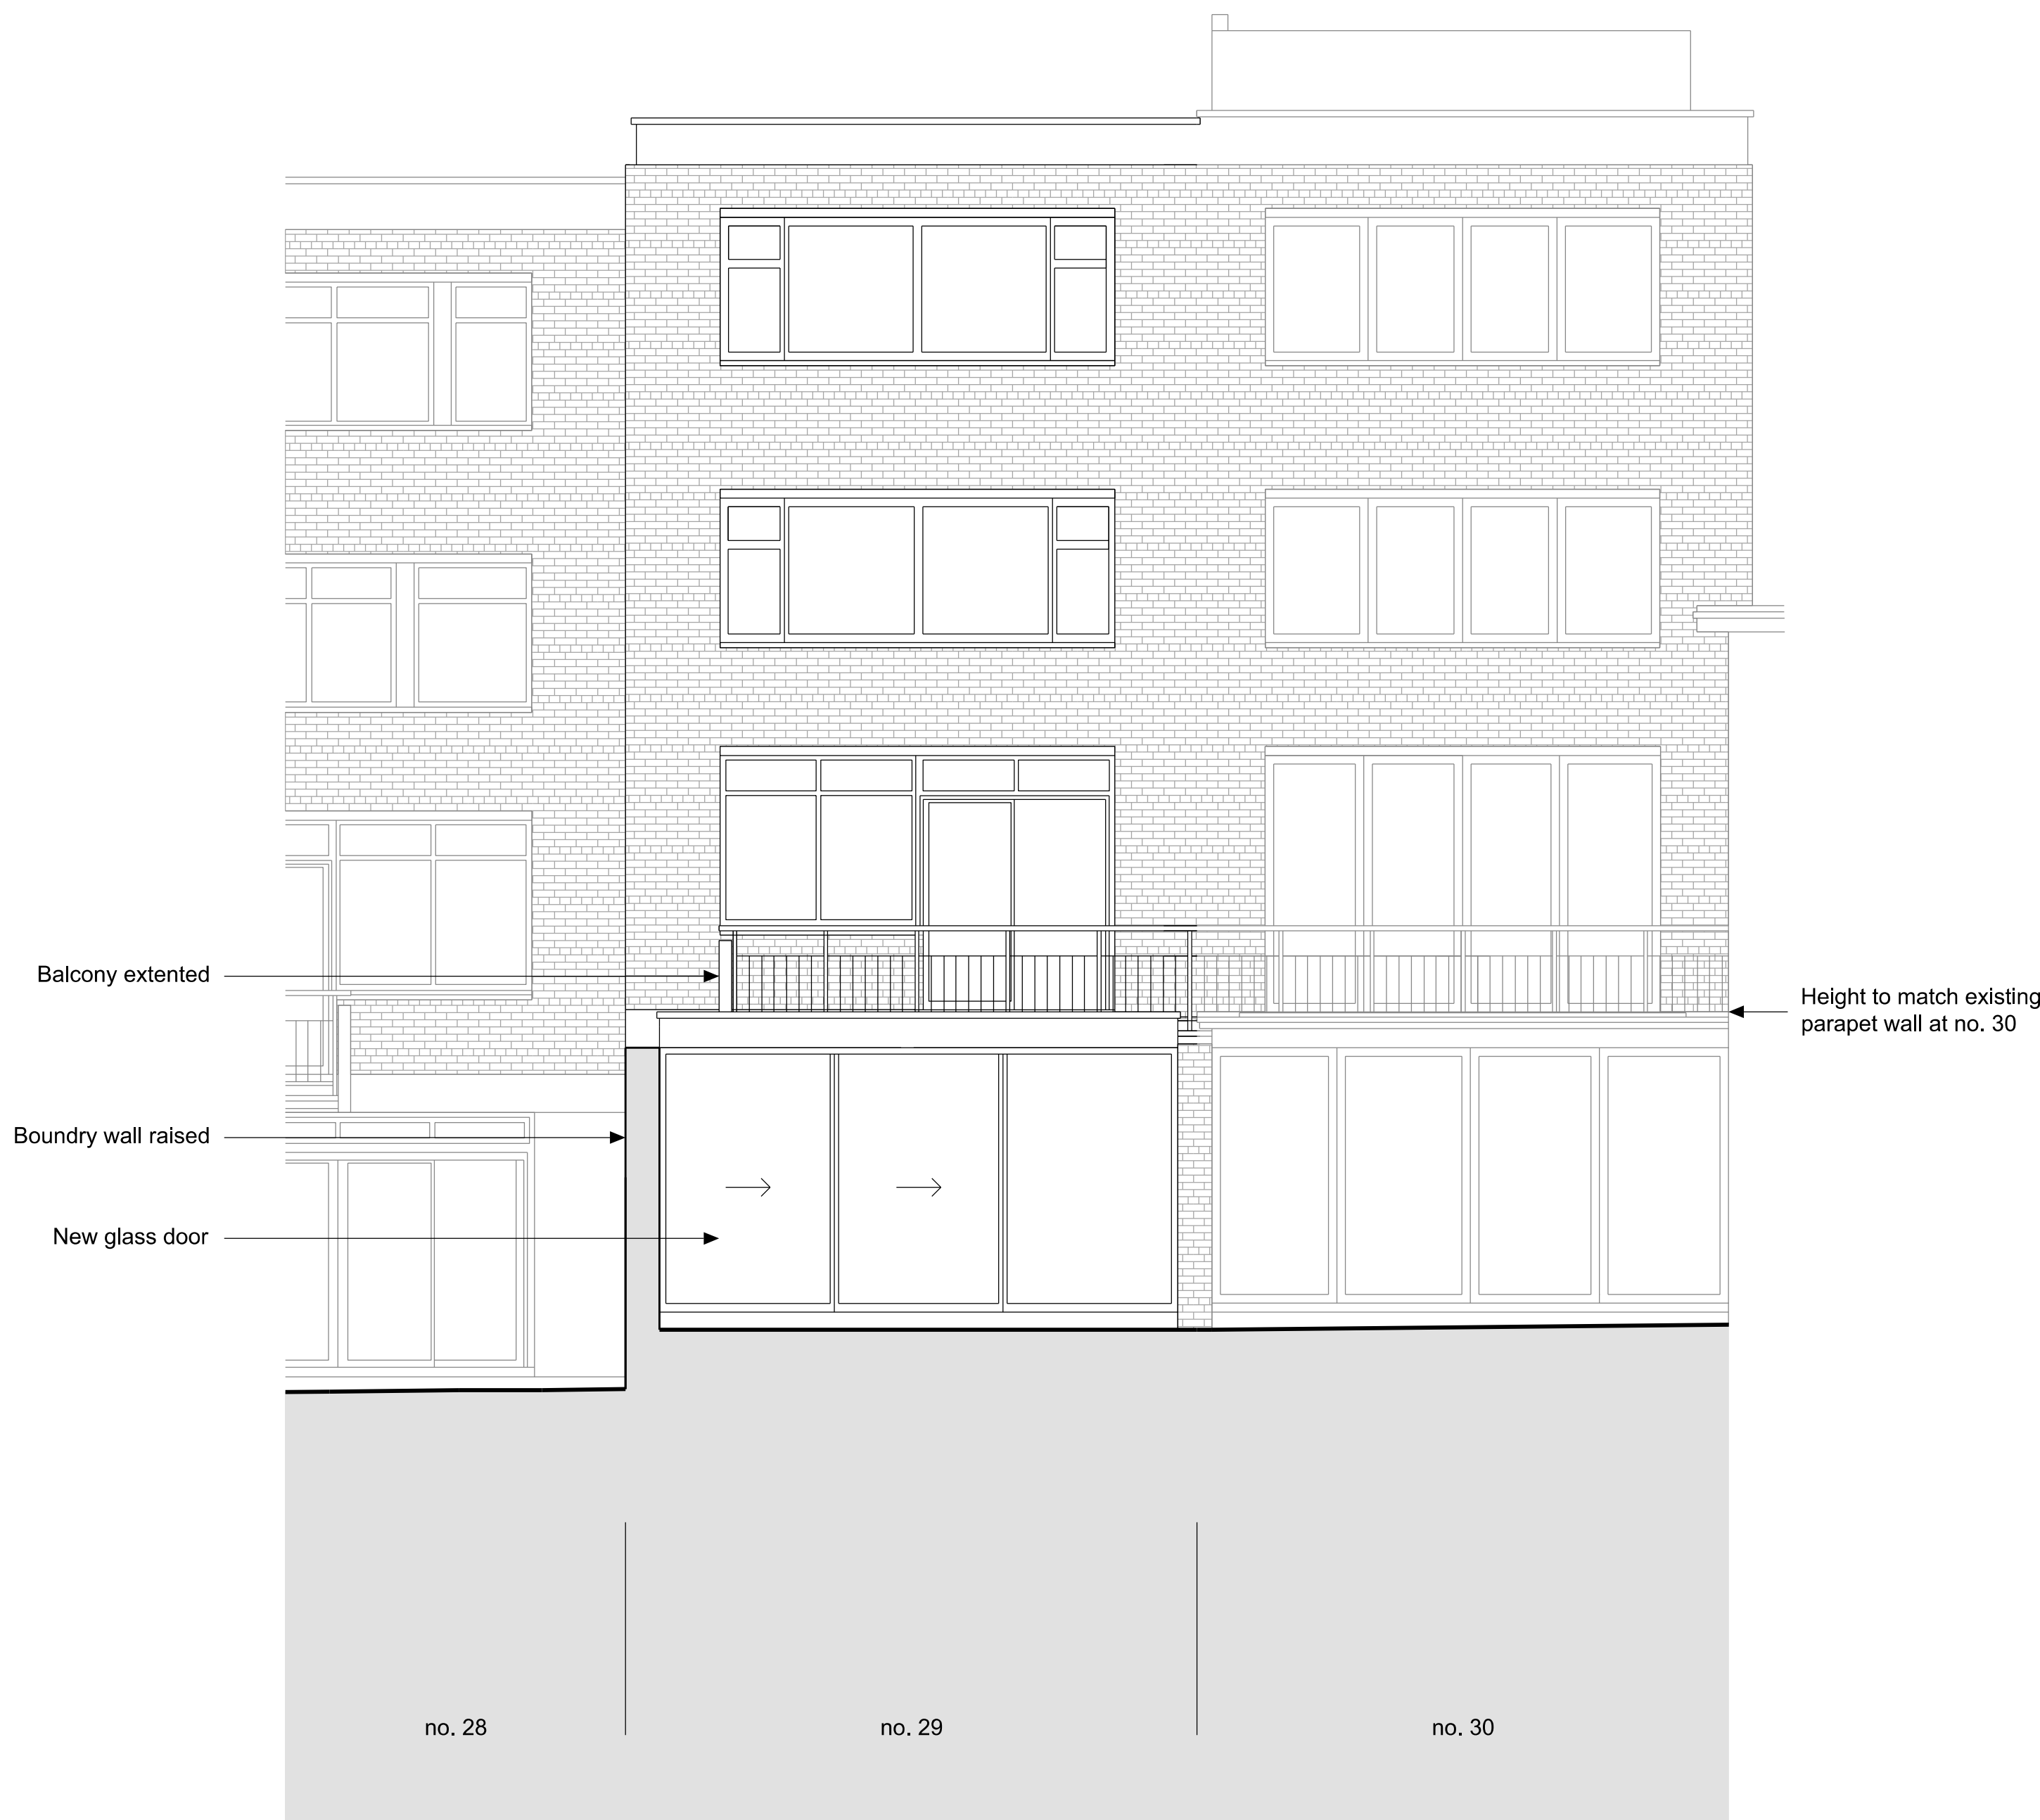 Balcony extented
Height to match existing
parapet wall at no. 30
Boundry wall raised
New glass door
no. 28
no. 29
no. 30